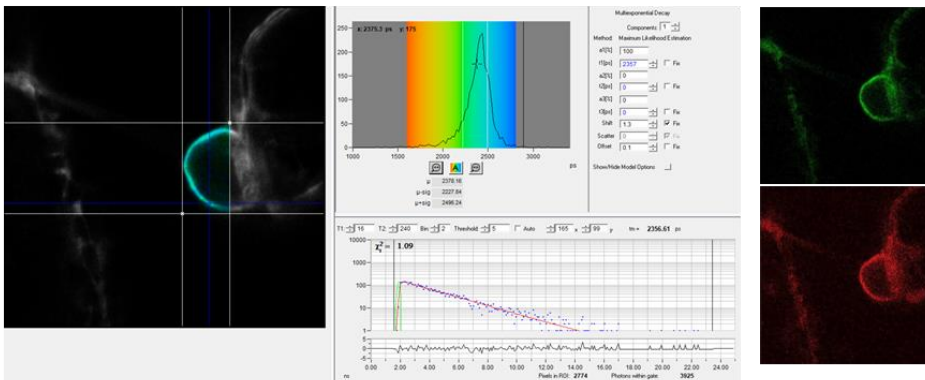 x: 2375.3 ps y: 175
250-
200-
150-
100-
50-
0-
1000 2000 3000
ps
μ 2378.16
μ-sig 2227.84
μ+sig 2496.24
Multiexponential Decay
Components: 1
Method: Maximum Likelihood Estimation
a1[%] 100
t1[ps] 2357 Fix
a2[%] 0
t2[ps] 0 Fix
a3[%] 0
t3[ps] 0 Fix
Shift 1.3 Fix
Scatter 0 Fix
Offset 0.1 Fix
Show/Hide Model Options
T1: 16 T2: 240 Bin: 2 Threshold: 5 Auto 165 x 99 y tm = 2356.61 ps
χr2 = 1.09
10000
1000
100
10
1
5
0
-5
0.00 2.00 4.00 6.00 8.00 10.00 12.00 14.00 16.00 18.00 20.00 22.00 24.00
ns Pixels in ROI: 2774 Photons within gate: 3925